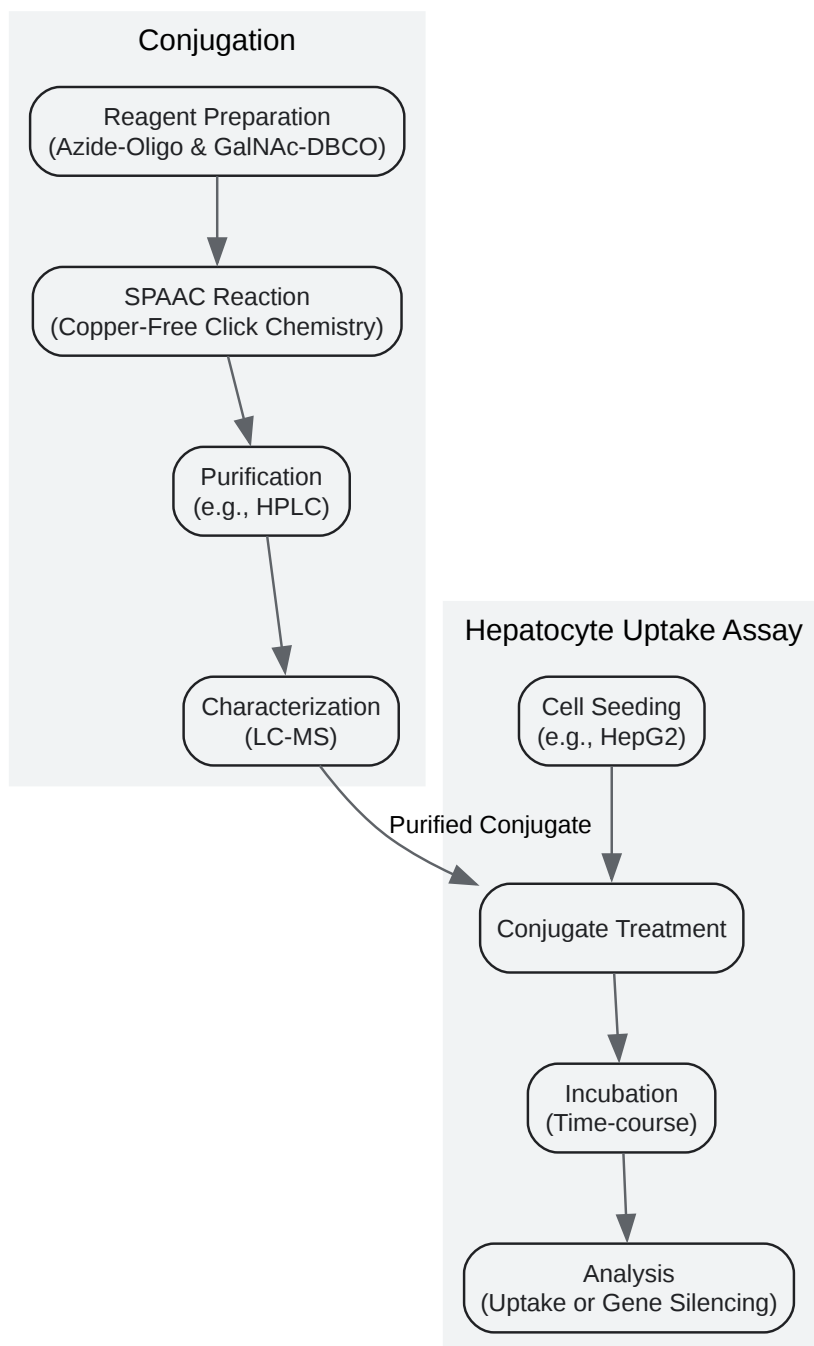 Conjugation
Reagent Preparation
(Azide-Oligo & GalNAc-DBCO)
SPAAC Reaction
(Copper-Free Click Chemistry)
Purification
(e.g., HPLC)
Characterization
(LC-MS)
Hepatocyte Uptake Assay
Cell Seeding
(e.g., HepG2)
Purified Conjugate
Conjugate Treatment
Incubation
(Time-course)
Analysis
(Uptake or Gene Silencing)